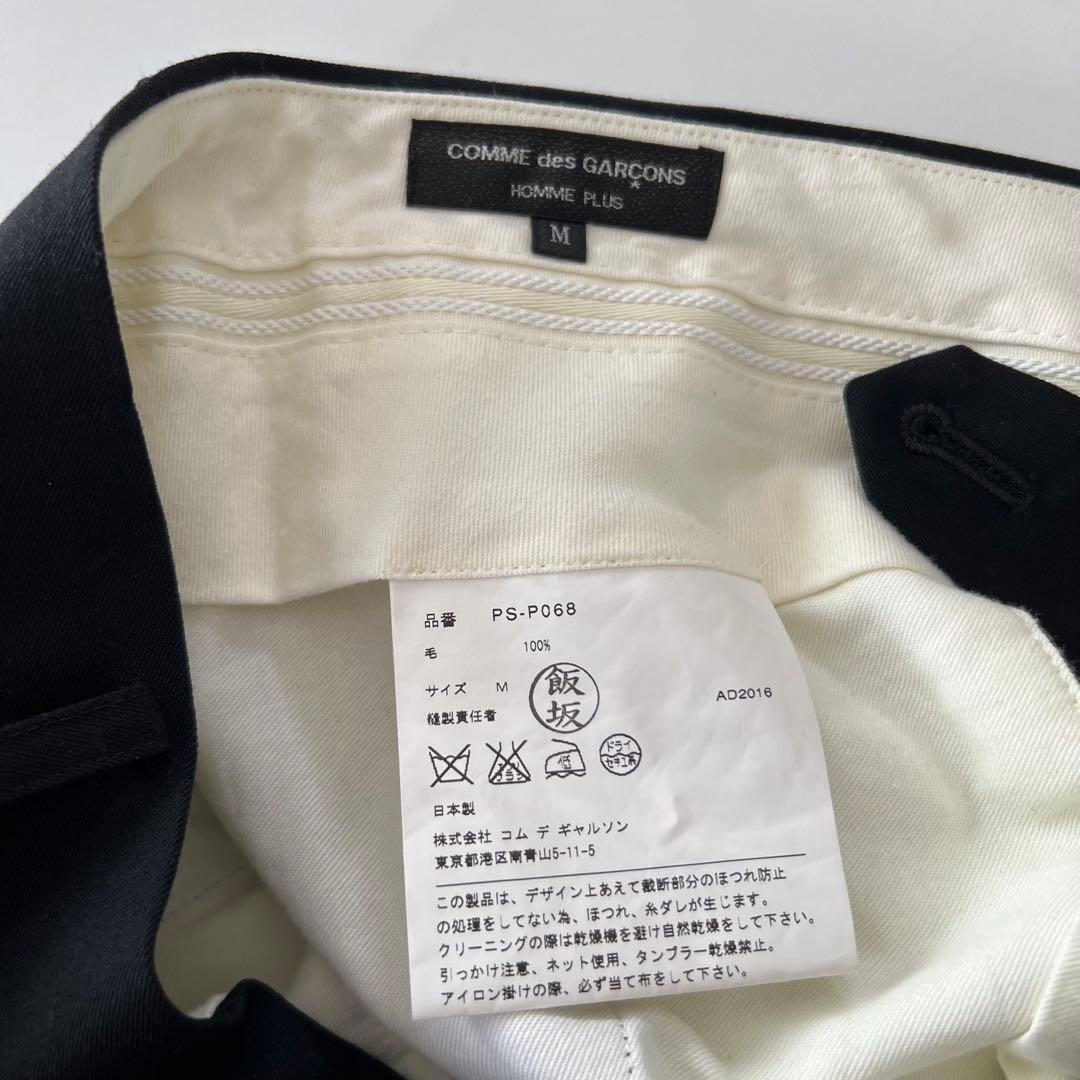 COMME des GARÇONS
HOMME PLUS
M
品番 PS-P068
毛 100%
サイズ M
飯坂
AD2016
縫製責任者
エンソ
低
ドライ
セキユ系
日本製
株式会社 コム デ ギャルソン
東京都港区南青山5-11-5
この製品は、デザイン上あえて裁断部分のほつれ防止
の処理をしてない為、ほつれ、糸ダレが生じます。
クリーニングの際は乾燥機を避け自然乾燥をして下さい。
引っかけ注意、ネット使用、タンブラー乾燥禁止。
アイロン掛けの際、必ず当て布をして下さい。